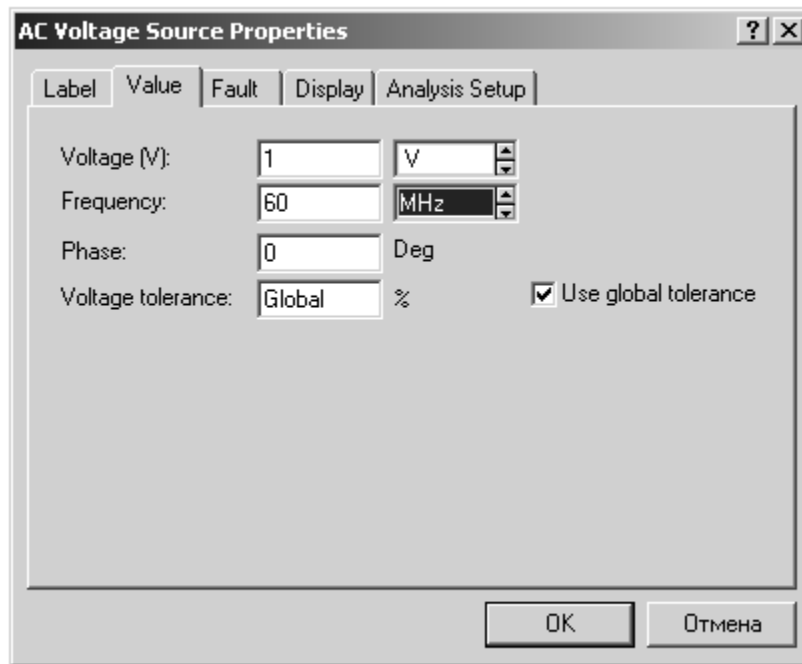 AC Voltage Source Properties ? ×
Label Value Fault Display Analysis Setup
Voltage (V): 1 V
Frequency: 60 MHz
Phase: 0 Deg
Voltage tolerance: Global % Use global tolerance
OK Отмена